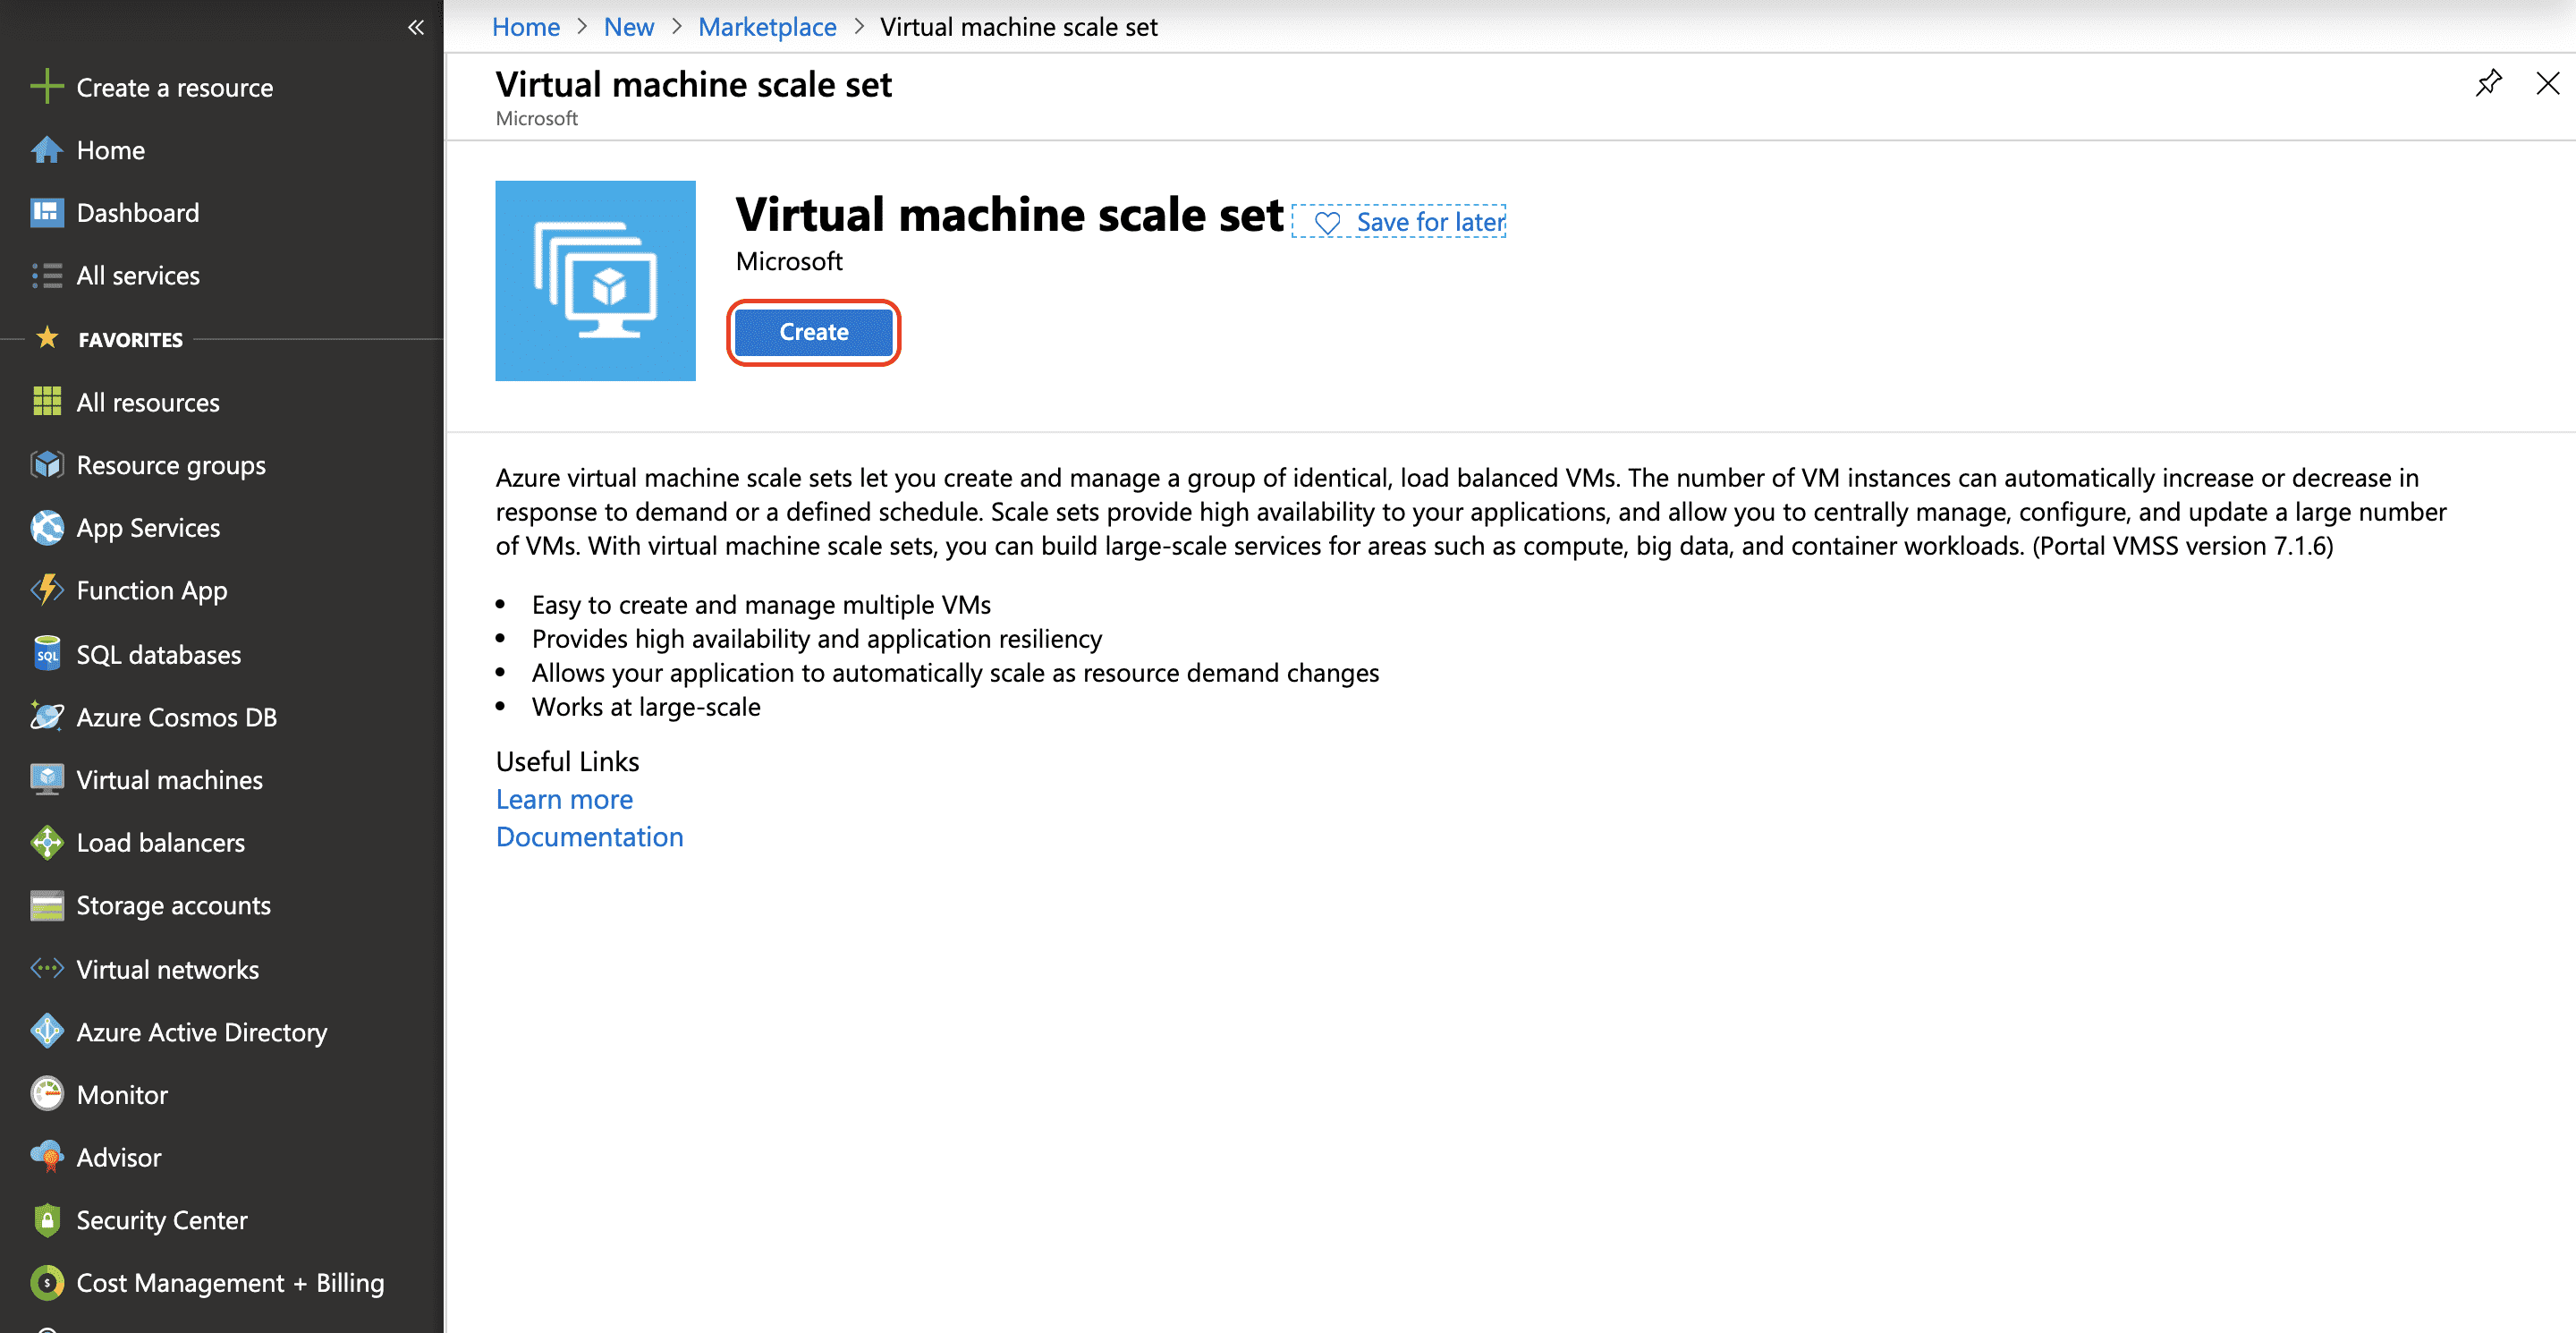 «
Create a resource
Home
Dashboard
All services
FAVORITES
All resources
Resource groups
App Services
Function App
SQL
SQL databases
Azure Cosmos DB
Virtual machines
Load balancers
Storage accounts
Virtual networks
Azure Active Directory
Monitor
Advisor
Security Center
$
Cost Management + Billing
Home > New > Marketplace > Virtual machine scale set
Virtual machine scale set
Microsoft
Virtual machine scale set Save for later
Microsoft
Create
Azure virtual machine scale sets let you create and manage a group of identical, load balanced VMs. The number of VM instances can automatically increase or decrease in
response to demand or a defined schedule. Scale sets provide high availability to your applications, and allow you to centrally manage, configure, and update a large number
of VMs. With virtual machine scale sets, you can build large-scale services for areas such as compute, big data, and container workloads. (Portal VMSS version 7.1.6)
• Easy to create and manage multiple VMs
• Provides high availability and application resiliency
• Allows your application to automatically scale as resource demand changes
• Works at large-scale
Useful Links
Learn more
Documentation